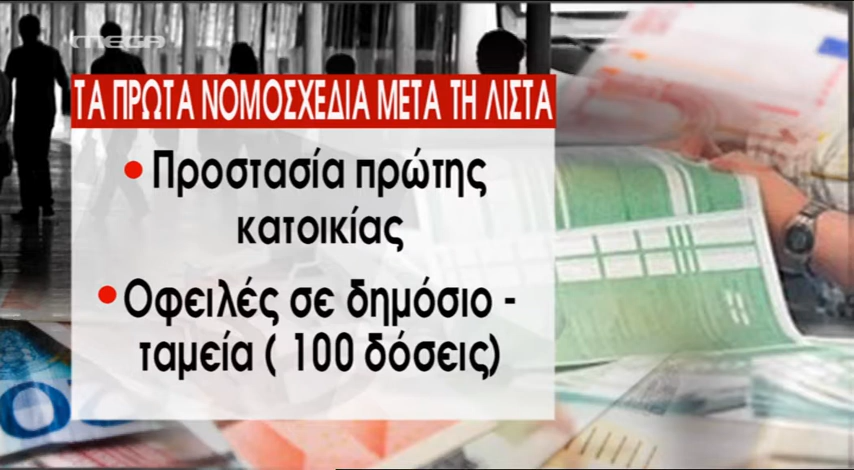 MEGA
ΤΑ ΠΡΩΤΑ ΝΟΜΟΣΧΕΔΙΑ ΜΕΤΑ ΤΗ ΛΙΣΤΑ
• Προστασία πρώτης
κατοικίας
• Οφειλές σε δημόσιο -
ταμεία ( 100 δόσεις)